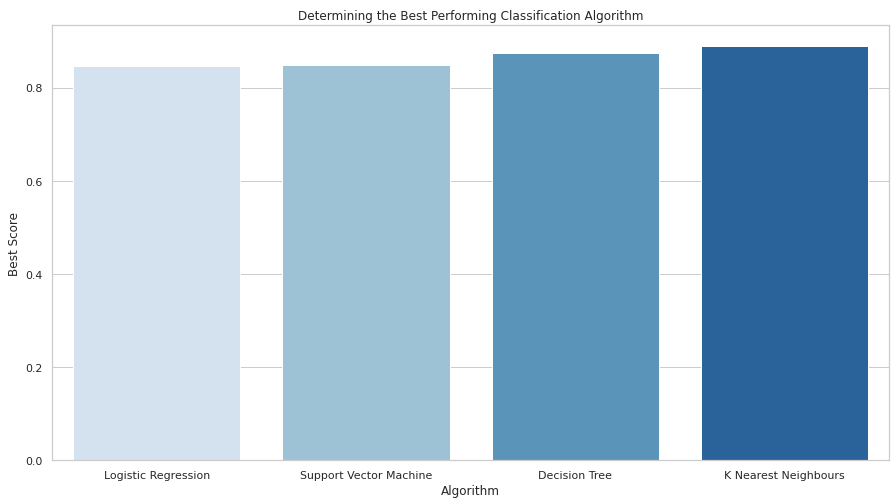 Determining the Best Performing Classification Algorithm
Best Score
0.8
0.6
0.4
0.2
0.0
Logistic Regression
Support Vector Machine
Decision Tree
K Nearest Neighbours
Algorithm